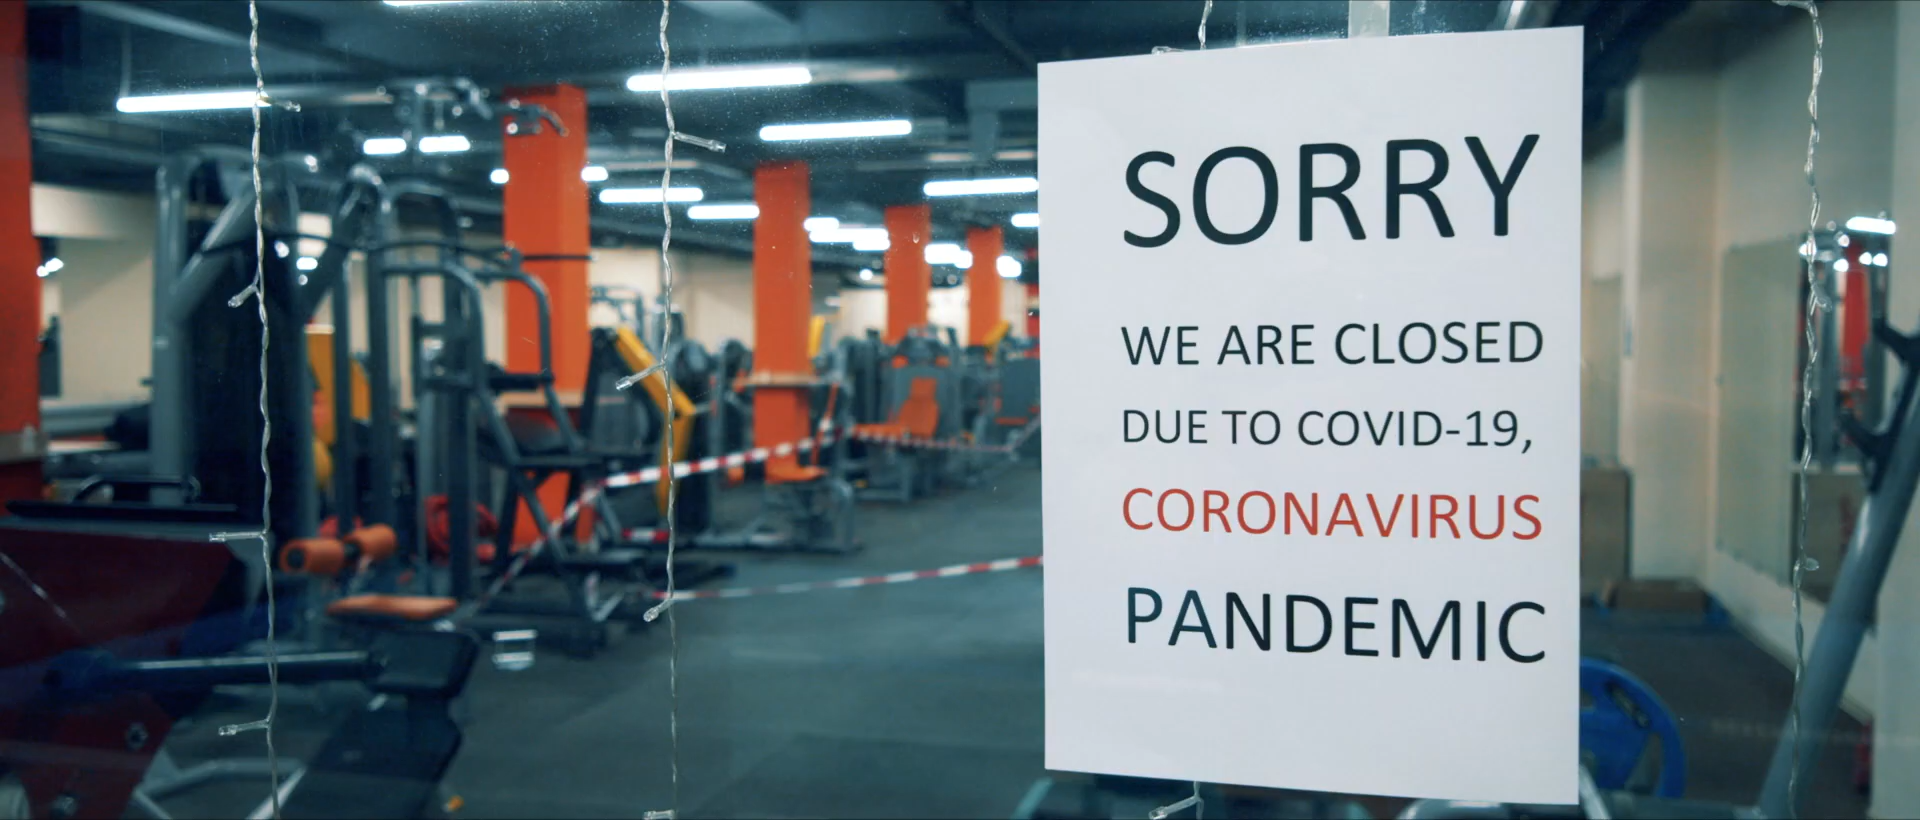 SORRY
WE ARE CLOSED
DUE TO COVID-19,
CORONAVIRUS
PANDEMIC